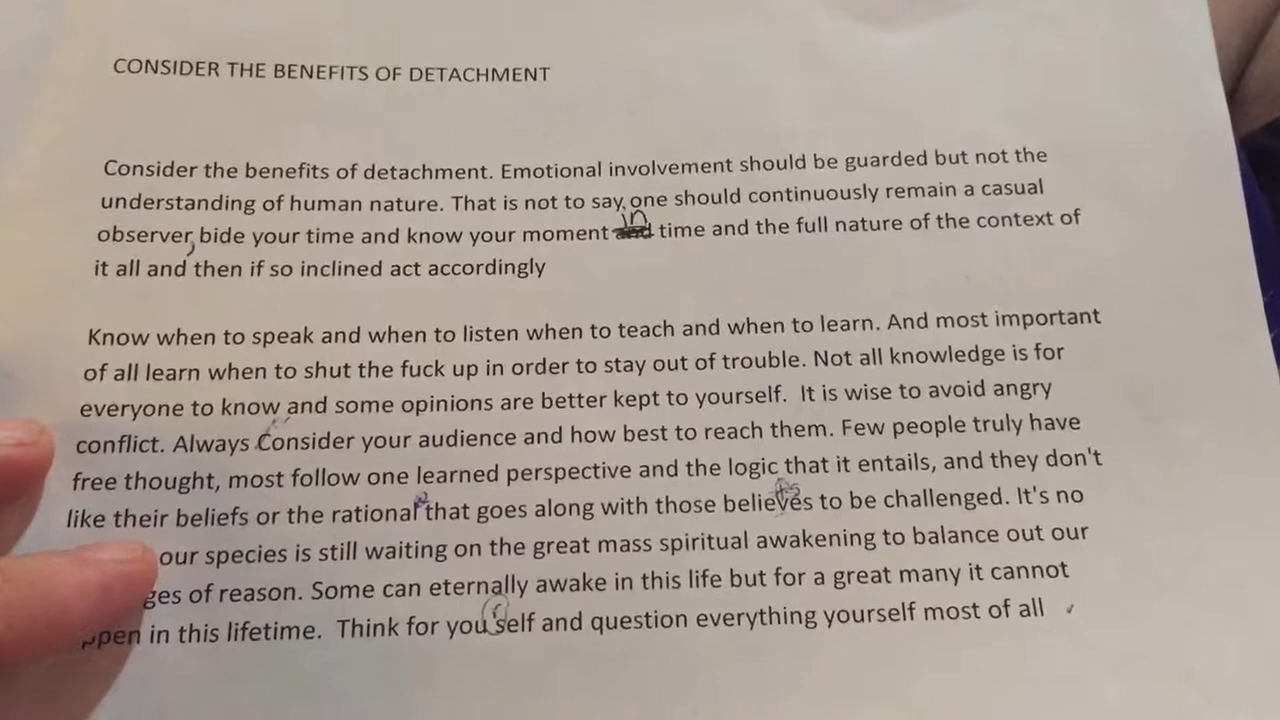 CONSIDER THE BENEFITS OF DETACHMENT
Consider the benefits of detachment. Emotional involvement should be guarded but not the
understanding of human nature. That is not to say, one should continuously remain a casual
observer, bide your time and know your moment in time and the full nature of the context of
it all and, then if so inclined act accordingly
Know when to speak and when to listen when to teach and when to learn. And most important
of all learn when to shut the fuck up in order to stay out of trouble. Not all knowledge is for
everyone to know and some opinions are better kept to yourself. It is wise to avoid angry
conflict. Always Consider your audience and how best to reach them. Few people truly have
free thought, most follow one learned perspective and the logic that it entails, and they don't
like their beliefs or the rational that goes along with those believes to be challenged. It's no
our species is still waiting on the great mass spiritual awakening to balance out our
ges of reason. Some can eternally awake in this life but for a great many it cannot
ppen in this lifetime. Think for you self and question everything yourself most of all